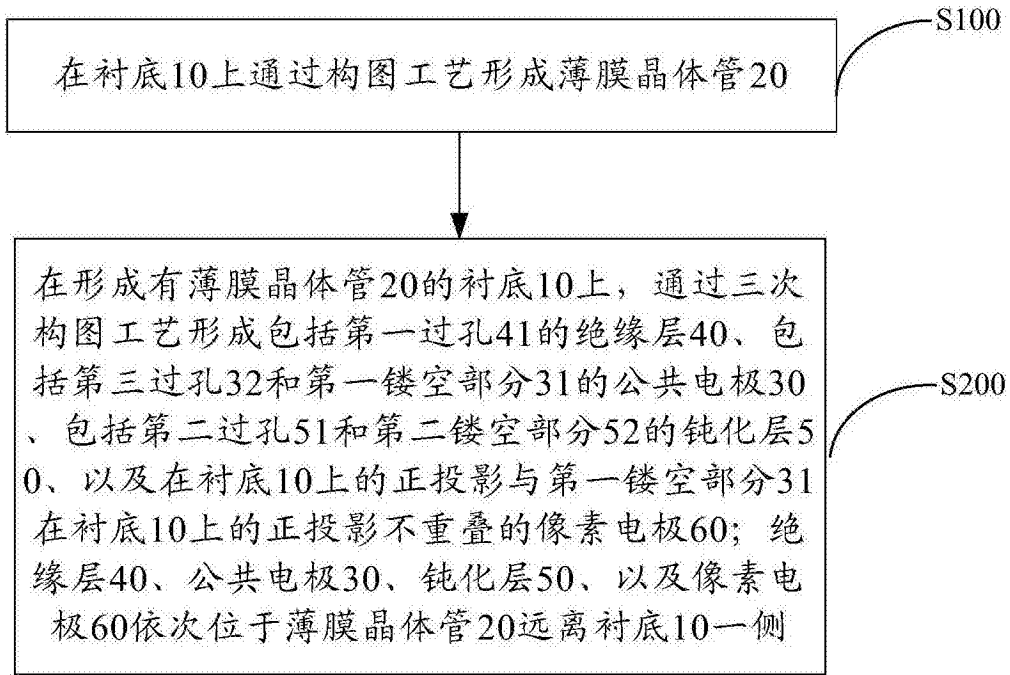 S100
在衬底10上通过构图工艺形成薄膜晶体管20
在形成有薄膜晶体管20的衬底10上，通过三次
构图工艺形成包括第一过孔41的绝缘层40、包
括第三过孔32和第一镂空部分31的公共电极30
、包括第二过孔51和第二镂空部分52的钝化层5
0、以及在衬底10上的正投影与第一镂空部分31
在衬底10上的正投影不重叠的像素电极60；绝
缘层40、公共电极30、钝化层50、以及像素电
极60依次位于薄膜晶体管20远离衬底10一侧
S200